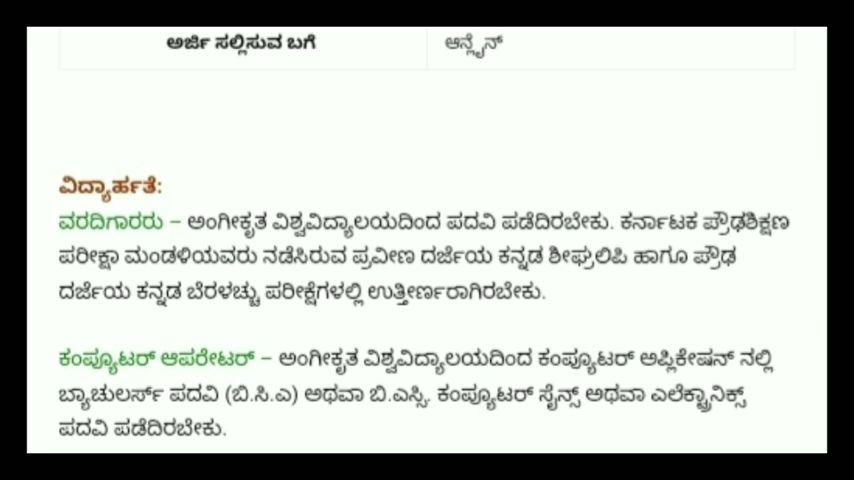 ಅರ್ಜಿ ಸಲ್ಲಿಸುವ ಬಗೆ ಆನ್ಲೈನ್
ವಿದ್ಯಾರ್ಹತೆ:
ವರದಿಗಾರರು – ಅಂಗೀಕೃತ ವಿಶ್ವವಿದ್ಯಾಲಯದಿಂದ ಪದವಿ ಪಡೆದಿರಬೇಕು. ಕರ್ನಾಟಕ ಪ್ರೌಢಶಿಕ್ಷಣ
ಪರೀಕ್ಷಾ ಮಂಡಳಿಯವರು ನಡೆಸಿರುವ ಪ್ರವೀಣ ದರ್ಜೆಯ ಕನ್ನಡ ಶೀಘ್ರಲಿಪಿ ಹಾಗೂ ಪ್ರೌಢ
ದರ್ಜೆಯ ಕನ್ನಡ ಬೆರಳಚ್ಚು ಪರೀಕ್ಷೆಗಳಲ್ಲಿ ಉತ್ತೀರ್ಣರಾಗಿರಬೇಕು.
ಕಂಪ್ಯೂಟರ್ ಆಪರೇಟರ್ – ಅಂಗೀಕೃತ ವಿಶ್ವವಿದ್ಯಾಲಯದಿಂದ ಕಂಪ್ಯೂಟರ್ ಅಪ್ಲಿಕೇಷನ್ ನಲ್ಲಿ
ಬ್ಯಾಚುಲರ್ಸ್ ಪದವಿ (ಬಿ.ಸಿ.ಎ) ಅಥವಾ ಬಿ.ಎಸ್ಸಿ. ಕಂಪ್ಯೂಟರ್ ಸೈನ್ಸ್ ಅಥವಾ ಎಲೆಕ್ಟ್ರಾನಿಕ್ಸ್
ಪದವಿ ಪಡೆದಿರಬೇಕು.